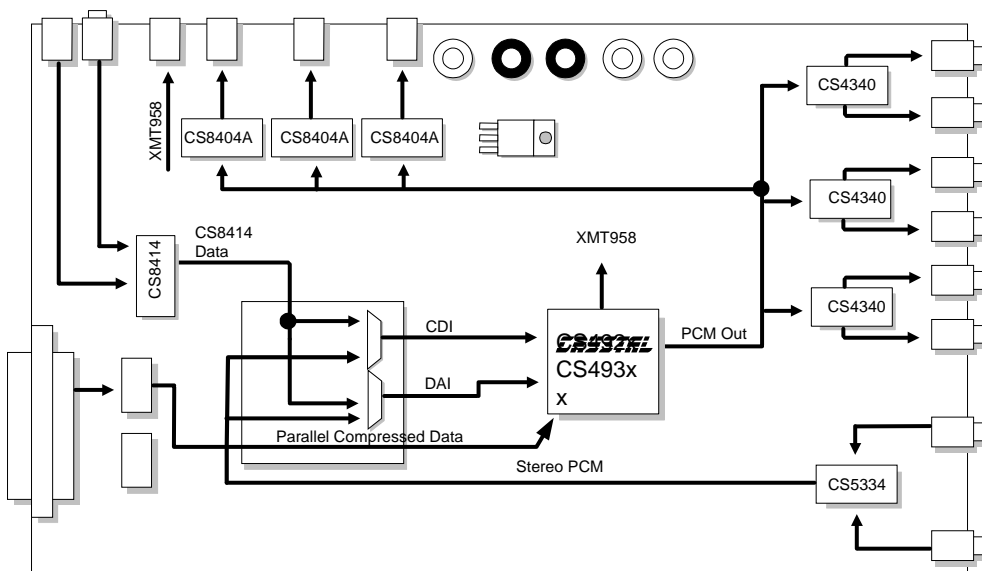 XMT958
CS8404A
CS8404A
CS8404A
CS4340
CS4340
CS4340
CS8414
CS8414
Data
XMT958
CDI
DAI
CS493x
x
PCM Out
Parallel Compressed Data
Stereo PCM
CS5334